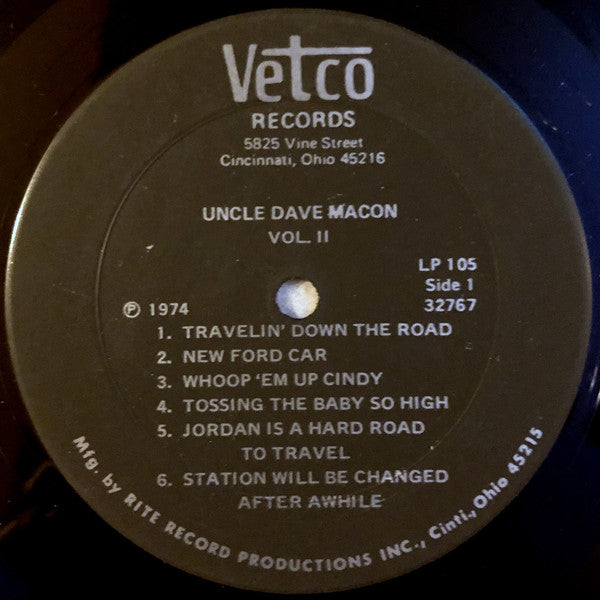 Vetco
RECORDS
5825 Vine Street
Cincinnati, Ohio 45216
UNCLE DAVE MACON
VOL. II
LP 105
Side 1
℗ 1974
32767
1. TRAVELIN' DOWN THE ROAD
2. NEW FORD CAR
3. WHOOP 'EM UP CINDY
4. TOSSING THE BABY SO HIGH
5. JORDAN IS A HARD ROAD
TO TRAVEL
6. STATION WILL BE CHANGED
AFTER AWHILE
Mfg. by RITE RECORD PRODUCTIONS INC., Cinti., Ohio 45215